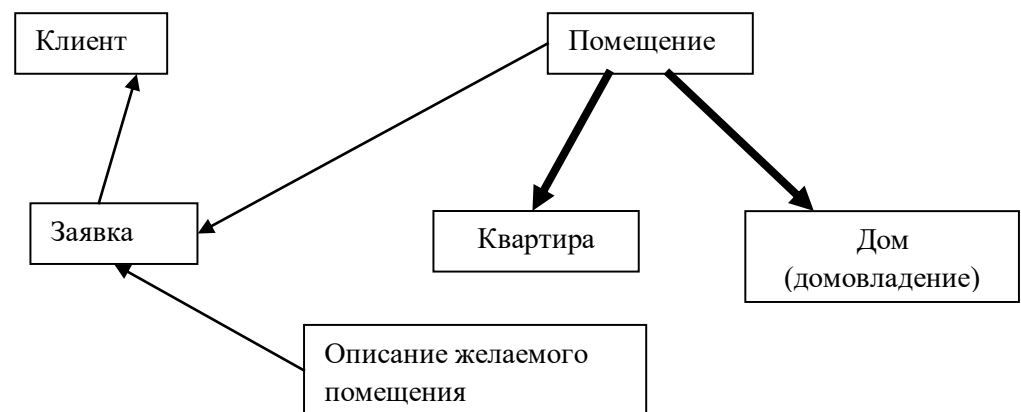 Клиент
Помещение
Заявка
Квартира
Дом
(домовладение)
Описание желаемого
помещения